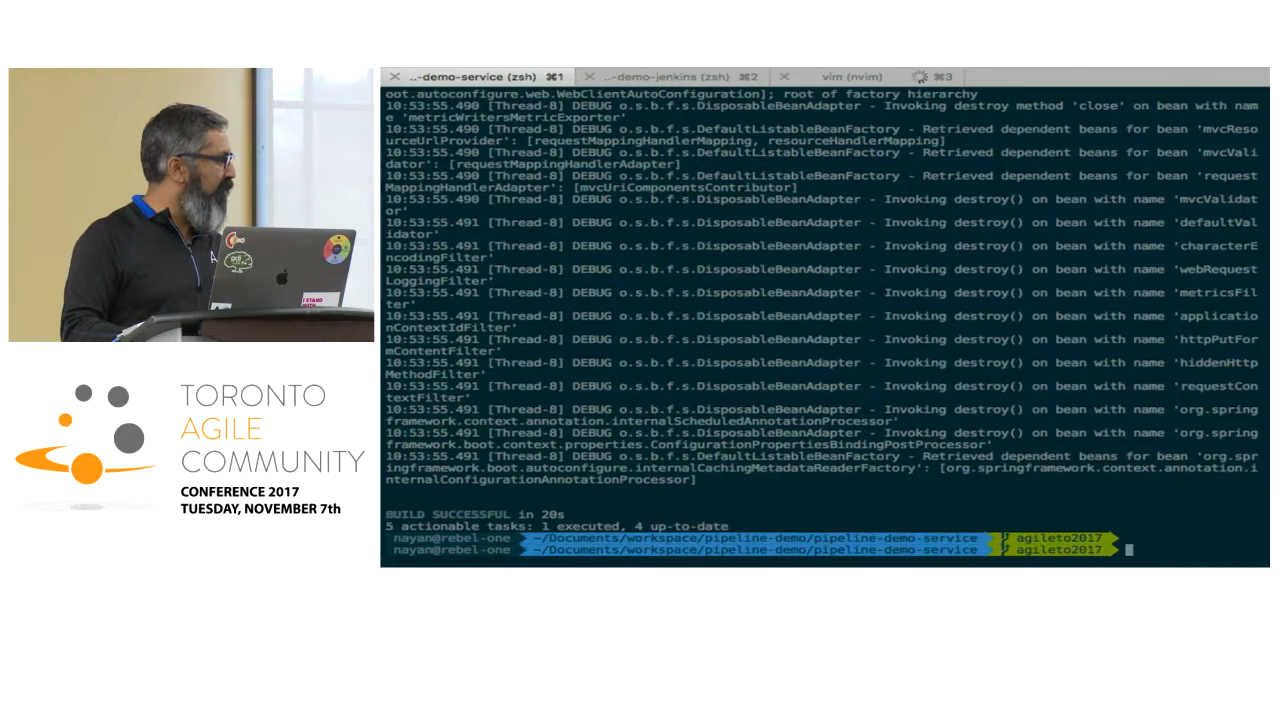 ..-demo-service (zsh) ⌘1
..-demo-jenkins (zsh) ⌘2
vim (nvim) ⌘3
oot.autoconfigure.web.WebClientAutoConfiguration]; root of factory hierarchy
10:53:55.490 [Thread-8] DEBUG o.s.b.f.s.DisposableBeanAdapter - Invoking destroy method 'close' on bean with nam
e 'metricWritersMetricExporter'
10:53:55.490 [Thread-8] DEBUG o.s.b.f.s.DefaultListableBeanFactory - Retrieved dependent beans for bean 'mvcReso
urceUrlProvider': [requestMappingHandlerMapping, resourceHandlerMapping]
10:53:55.490 [Thread-8] DEBUG o.s.b.f.s.DefaultListableBeanFactory - Retrieved dependent beans for bean 'mvcVali
dator': [requestMappingHandlerAdapter]
10:53:55.490 [Thread-8] DEBUG o.s.b.f.s.DefaultListableBeanFactory - Retrieved dependent beans for bean 'request
MappingHandlerAdapter': [mvcUriComponentsContributor]
10:53:55.490 [Thread-8] DEBUG o.s.b.f.s.DisposableBeanAdapter - Invoking destroy() on bean with name 'mvcValidat
or'
10:53:55.491 [Thread-8] DEBUG o.s.b.f.s.DisposableBeanAdapter - Invoking destroy() on bean with name 'defaultVal
idator'
10:53:55.491 [Thread-8] DEBUG o.s.b.f.s.DisposableBeanAdapter - Invoking destroy() on bean with name 'characterE
ncodingFilter'
10:53:55.491 [Thread-8] DEBUG o.s.b.f.s.DisposableBeanAdapter - Invoking destroy() on bean with name 'webRequest
LoggingFilter'
10:53:55.491 [Thread-8] DEBUG o.s.b.f.s.DisposableBeanAdapter - Invoking destroy() on bean with name 'metricsFil
ter'
10:53:55.491 [Thread-8] DEBUG o.s.b.f.s.DisposableBeanAdapter - Invoking destroy() on bean with name 'applicatio
nContextIdFilter'
10:53:55.491 [Thread-8] DEBUG o.s.b.f.s.DisposableBeanAdapter - Invoking destroy() on bean with name 'httpPutFor
mContentFilter'
10:53:55.491 [Thread-8] DEBUG o.s.b.f.s.DisposableBeanAdapter - Invoking destroy() on bean with name 'hiddenHttp
MethodFilter'
10:53:55.491 [Thread-8] DEBUG o.s.b.f.s.DisposableBeanAdapter - Invoking destroy() on bean with name 'requestCon
textFilter'
10:53:55.491 [Thread-8] DEBUG o.s.b.f.s.DisposableBeanAdapter - Invoking destroy() on bean with name 'org.spring
framework.context.annotation.internalScheduledAnnotationProcessor'
10:53:55.491 [Thread-8] DEBUG o.s.b.f.s.DisposableBeanAdapter - Invoking destroy() on bean with name 'org.spring
framework.boot.context.properties.ConfigurationPropertiesBindingPostProcessor'
10:53:55.491 [Thread-8] DEBUG o.s.b.f.s.DefaultListableBeanFactory - Retrieved dependent beans for bean 'org.spr
ingframework.boot.autoconfigure.internalCachingMetadataReaderFactory': [org.springframework.context.annotation.i
nternalConfigurationAnnotationProcessor]
BUILD SUCCESSFUL in 20s
5 actionable tasks: 1 executed, 4 up-to-date
nayan@rebel-one ~/Documents/workspace/pipeline-demo/pipeline-demo-service agileto2017
nayan@rebel-one ~/Documents/workspace/pipeline-demo/pipeline-demo-service agileto2017
I STAND
TORONTO
AGILE
COMMUNITY
CONFERENCE 2017
TUESDAY, NOVEMBER 7th